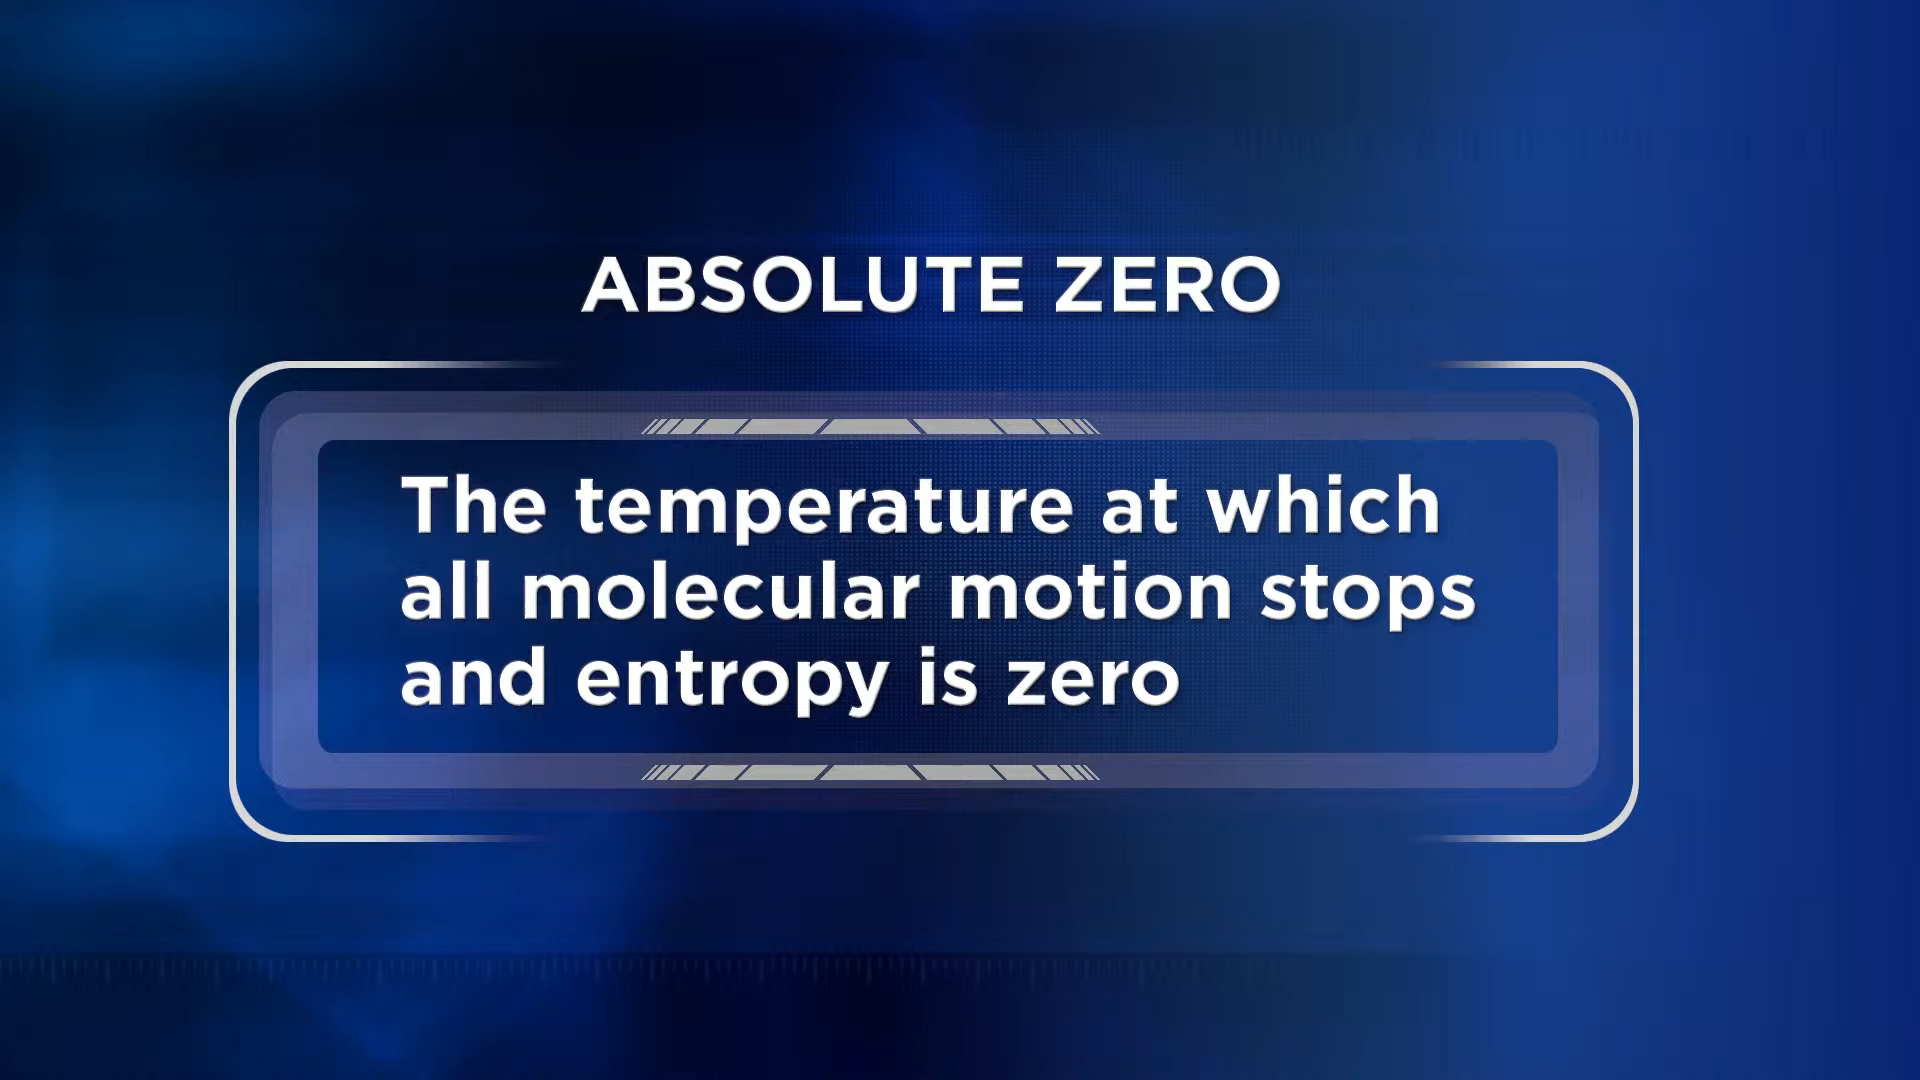 ABSOLUTE ZERO
The temperature at which
all molecular motion stops
and entropy is zero